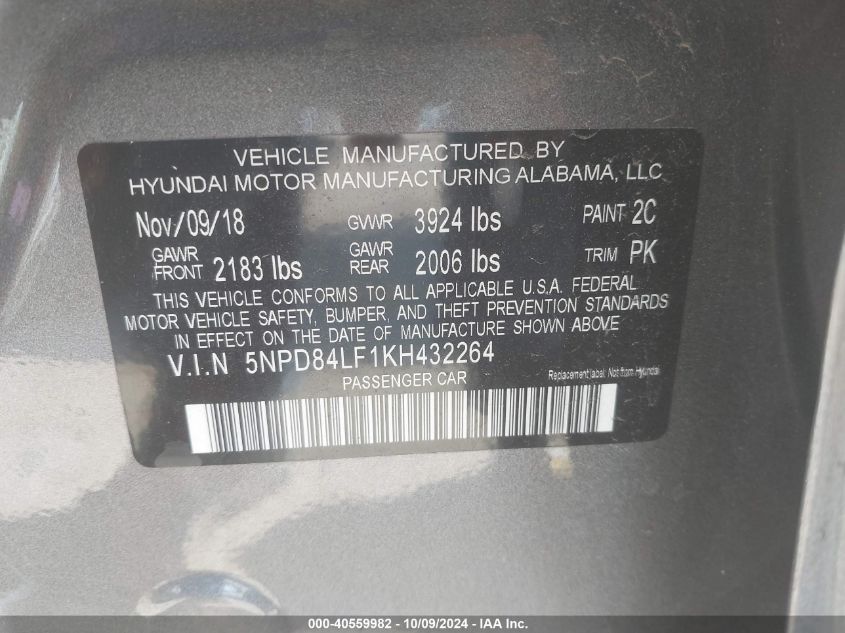 VEHICLE MANUFACTURED BY
HYUNDAI MOTOR MANUFACTURING ALABAMA, LLC
Nov/09/18 GVWR 3924 lbs PAINT 2C
GAWR FRONT 2183 lbs GAWR REAR 2006 lbs TRIM PK
THIS VEHICLE CONFORMS TO ALL APPLICABLE U.S.A. FEDERAL
MOTOR VEHICLE SAFETY, BUMPER, AND THEFT PREVENTION STANDARDS
IN EFFECT ON THE DATE OF MANUFACTURE SHOWN ABOVE
V.I.N 5NPD84LF1KH432264
PASSENGER CAR Replacement label. Not from Hyundai
000-40559982 - 10/09/2024 - IAA Inc.